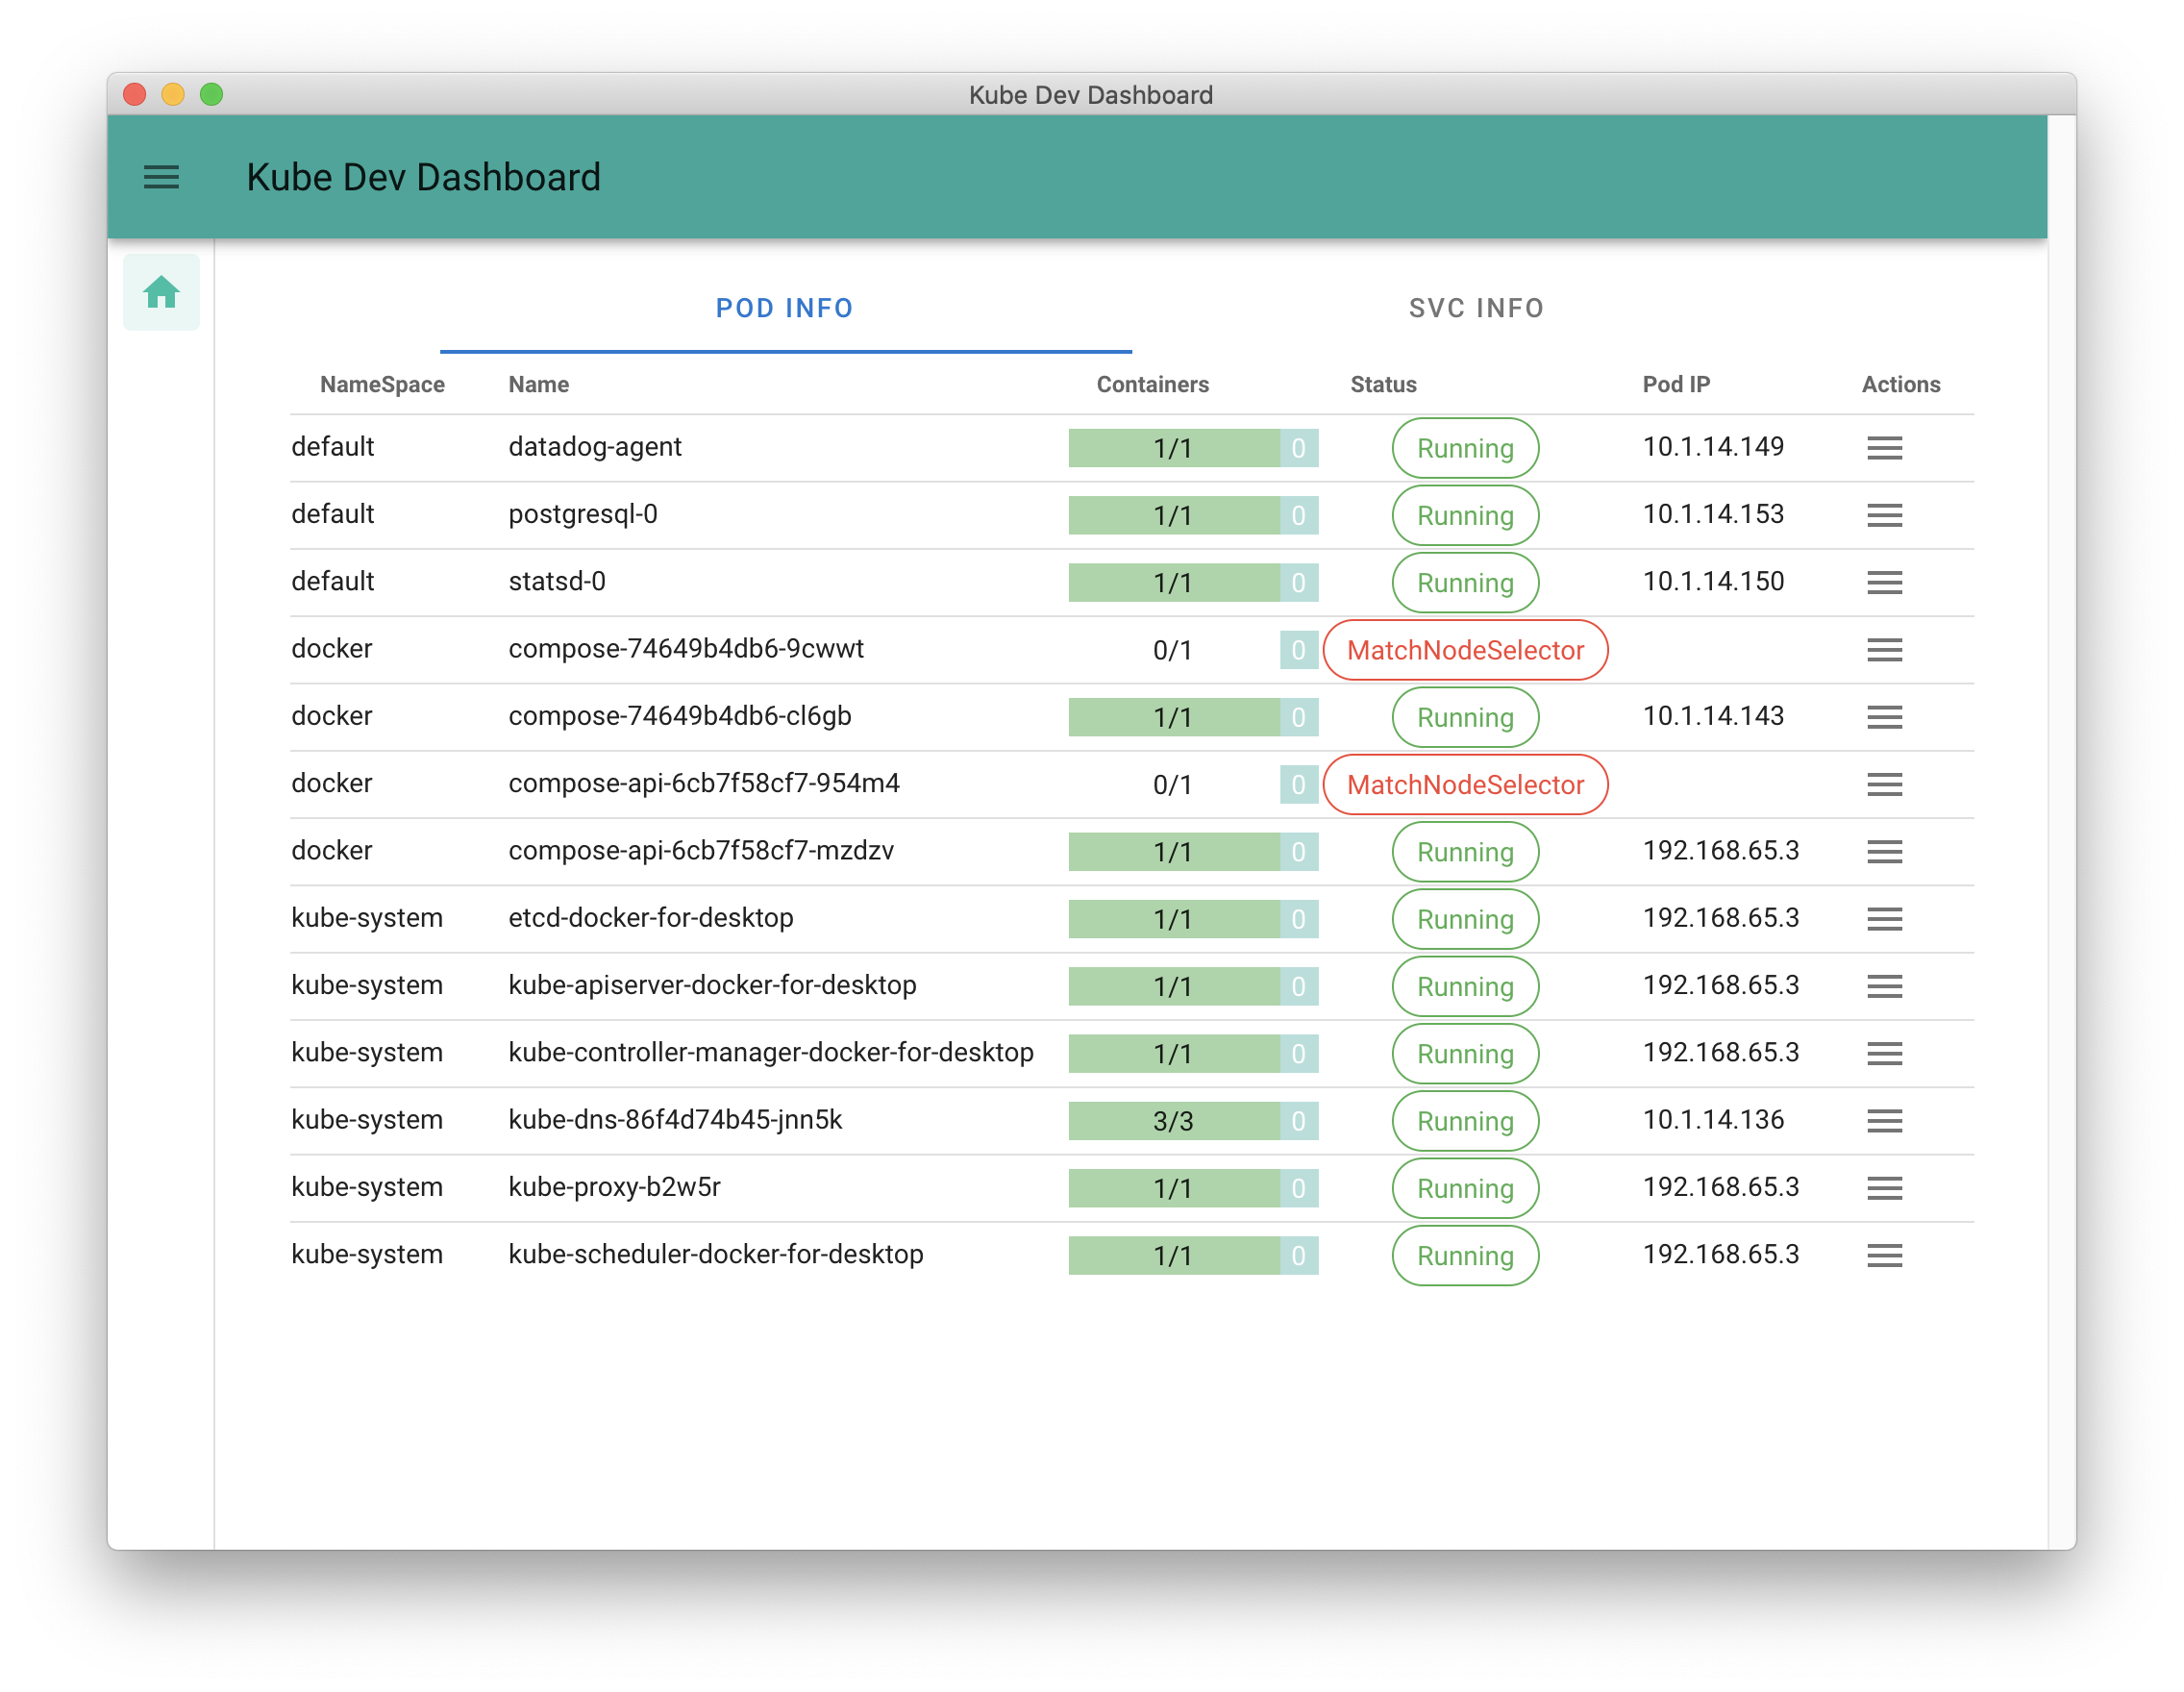 Kube Dev Dashboard
Kube Dev Dashboard
POD INFO SVC INFO
NameSpace Name Containers Status Pod IP Actions
default datadog-agent 1/1 0 Running 10.1.14.149
default postgresql-0 1/1 0 Running 10.1.14.153
default statsd-0 1/1 0 Running 10.1.14.150
docker compose-74649b4db6-9cwwt 0/1 0 MatchNodeSelector
docker compose-74649b4db6-cl6gb 1/1 0 Running 10.1.14.143
docker compose-api-6cb7f58cf7-954m4 0/1 0 MatchNodeSelector
docker compose-api-6cb7f58cf7-mzdzv 1/1 0 Running 192.168.65.3
kube-system etcd-docker-for-desktop 1/1 0 Running 192.168.65.3
kube-system kube-apiserver-docker-for-desktop 1/1 0 Running 192.168.65.3
kube-system kube-controller-manager-docker-for-desktop 1/1 0 Running 192.168.65.3
kube-system kube-dns-86f4d74b45-jnn5k 3/3 0 Running 10.1.14.136
kube-system kube-proxy-b2w5r 1/1 0 Running 192.168.65.3
kube-system kube-scheduler-docker-for-desktop 1/1 0 Running 192.168.65.3